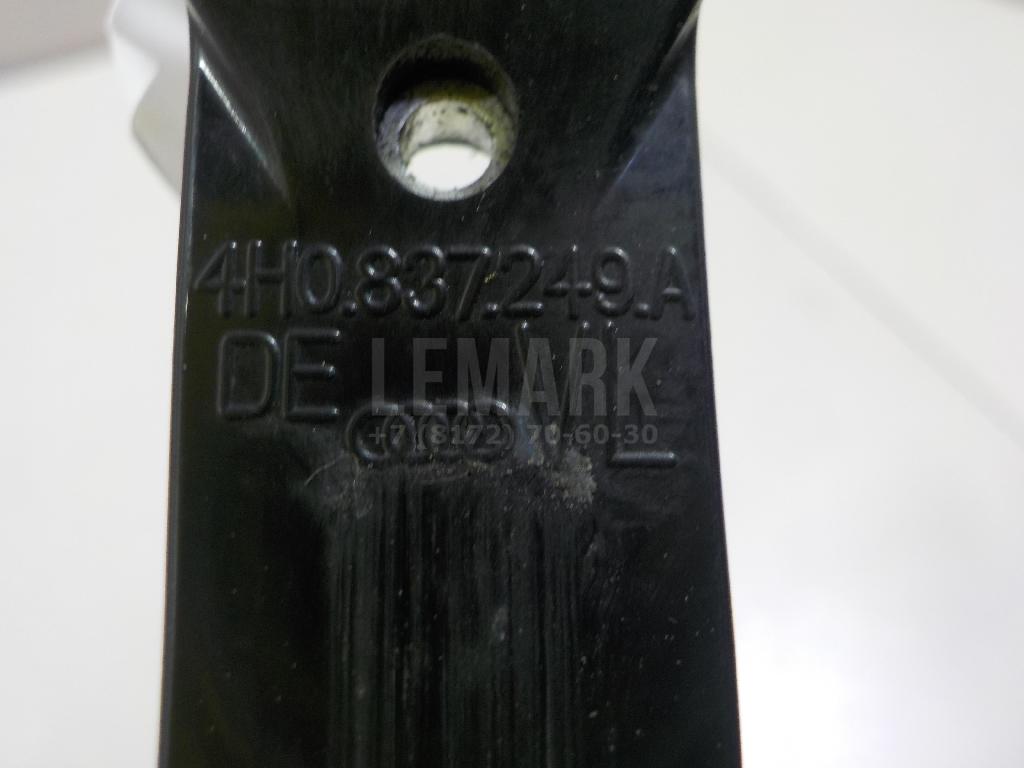 4H0.837.249.A
DE
LEMARK
+7 (8172) 70-60-30
L